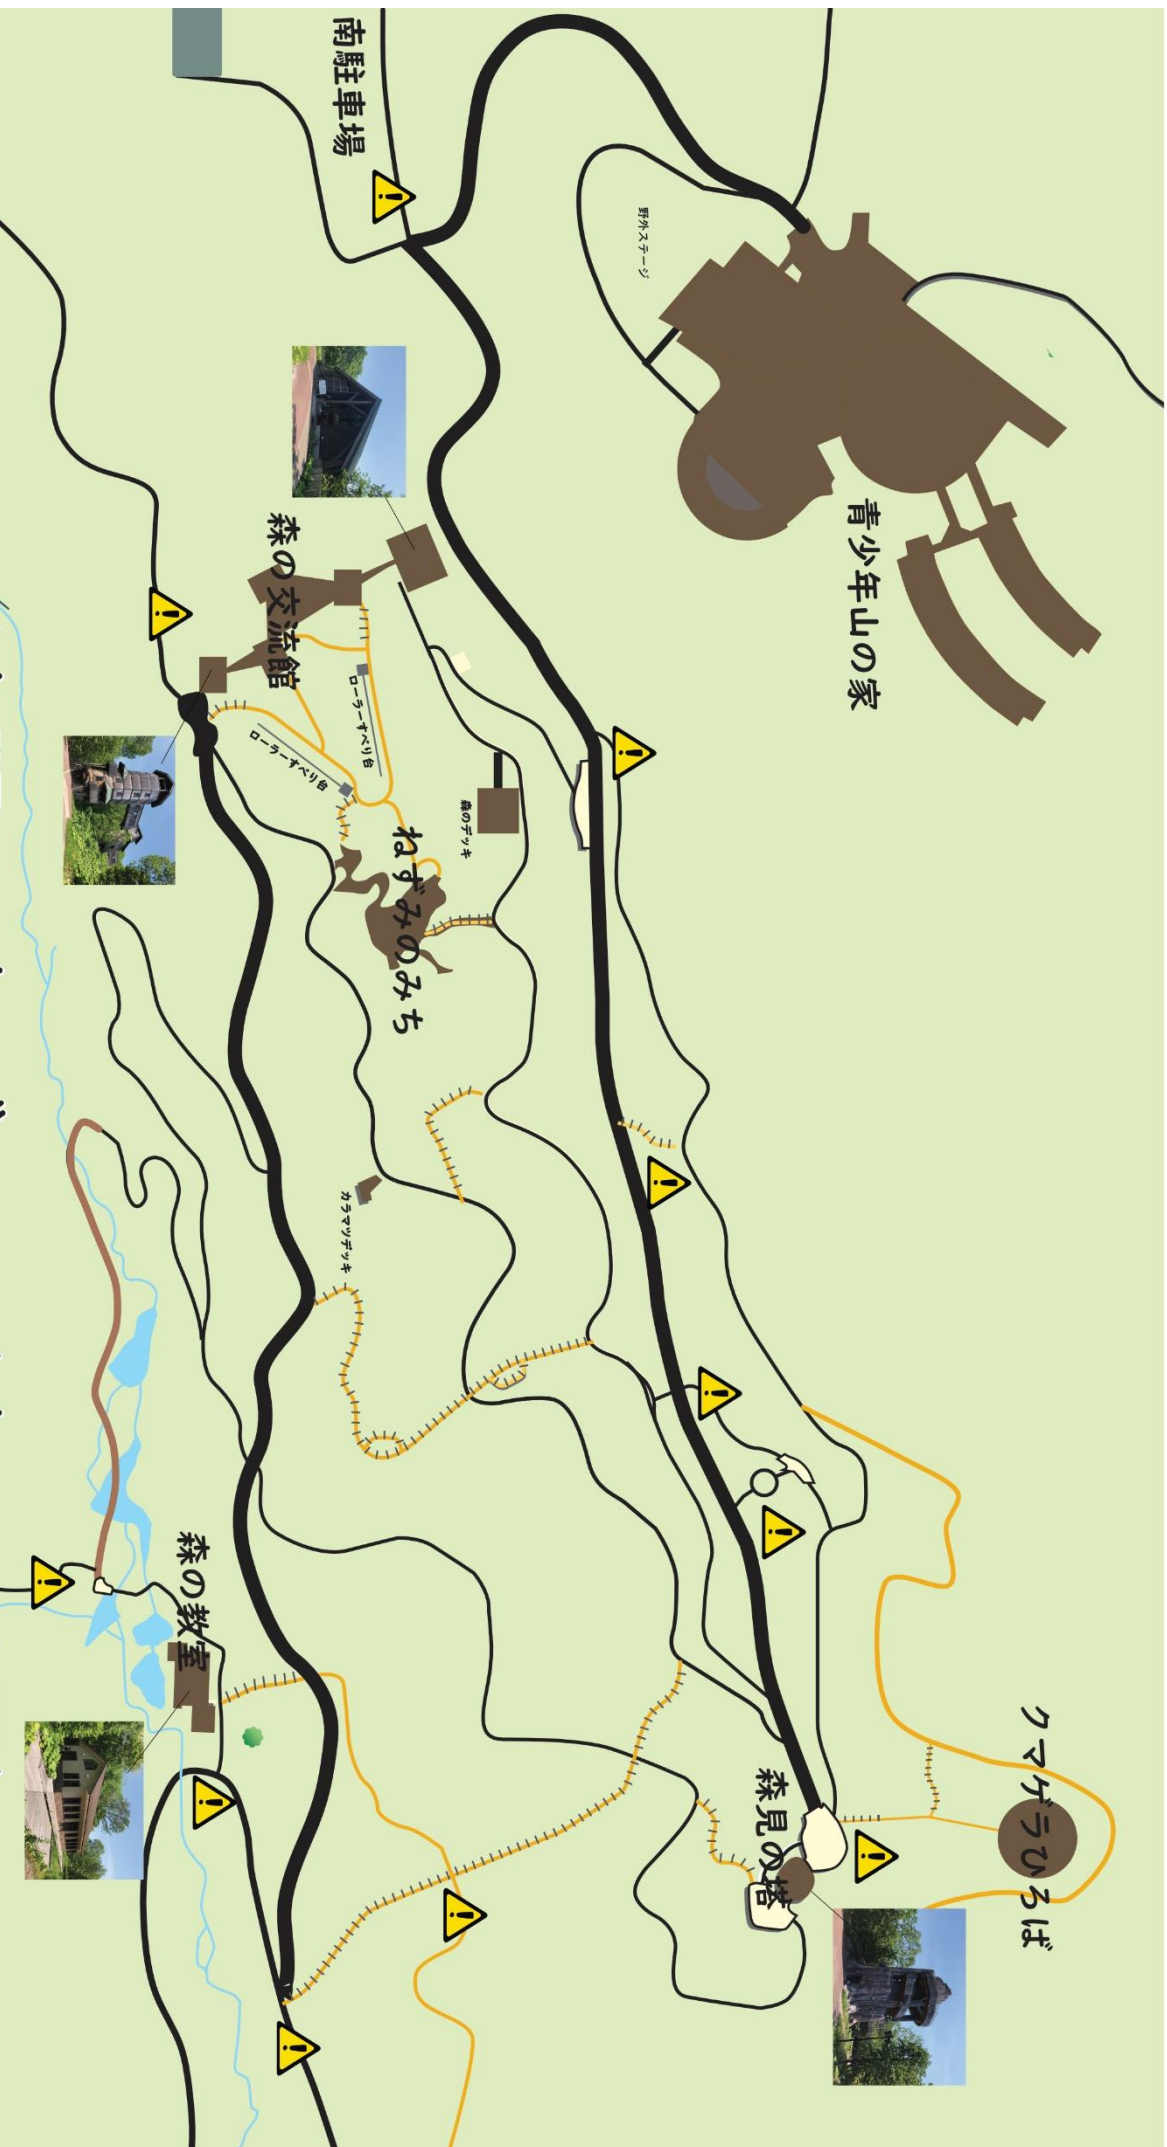 南駐車場
野外ステージ
青少年山の家
森の交流館
ローラーすべり台
ローラーすべり台
森のデッキ
ねずみのみち
カラマツデッキ
森の教室
森見の塔
クマゲラひろば